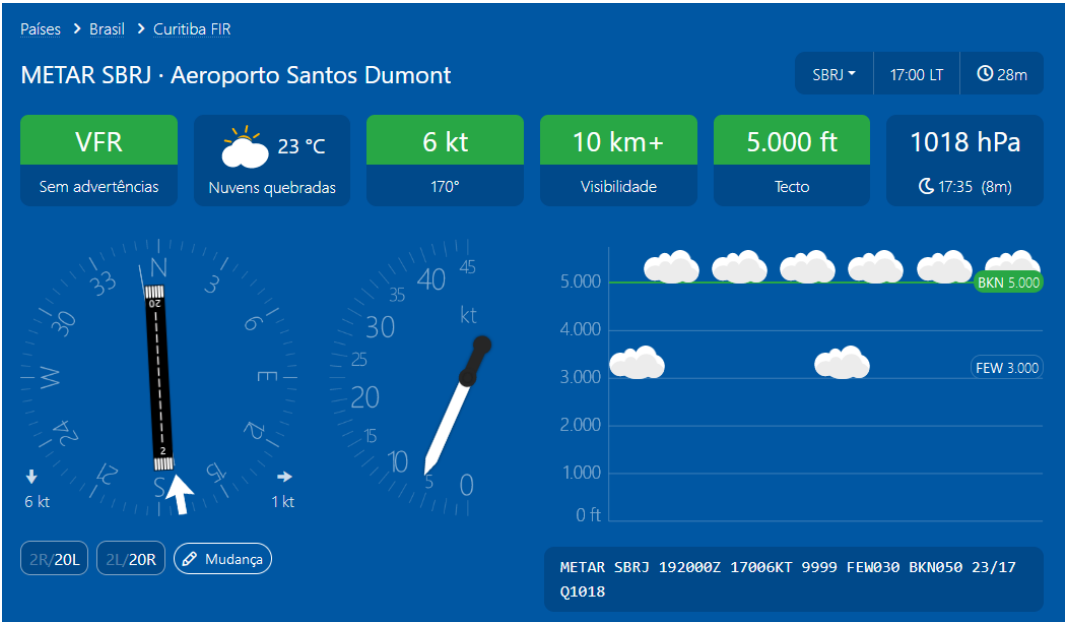 Países > Brasil > Curitiba FIR
METAR SBRJ · Aeroporto Santos Dumont
SBRJ 17:00 LT 28m
VFR
Sem advertências
23 °C
Nuvens quebradas
6 kt
170°
10 km+
Visibilidade
5.000 ft
Tecto
1018 hPa
17:35 (8m)
N
3
6
E
12
15
S
21
24
W
30
33
20
2
6 kt
1 kt
45
40
35
kt
30
25
20
15
10
5
0
5.000
BKN 5.000
4.000
3.000
FEW 3.000
2.000
1.000
0 ft
2R/20L 2L/20R Mudança
METAR SBRJ 192000Z 17006KT 9999 FEW030 BKN050 23/17
Q1018